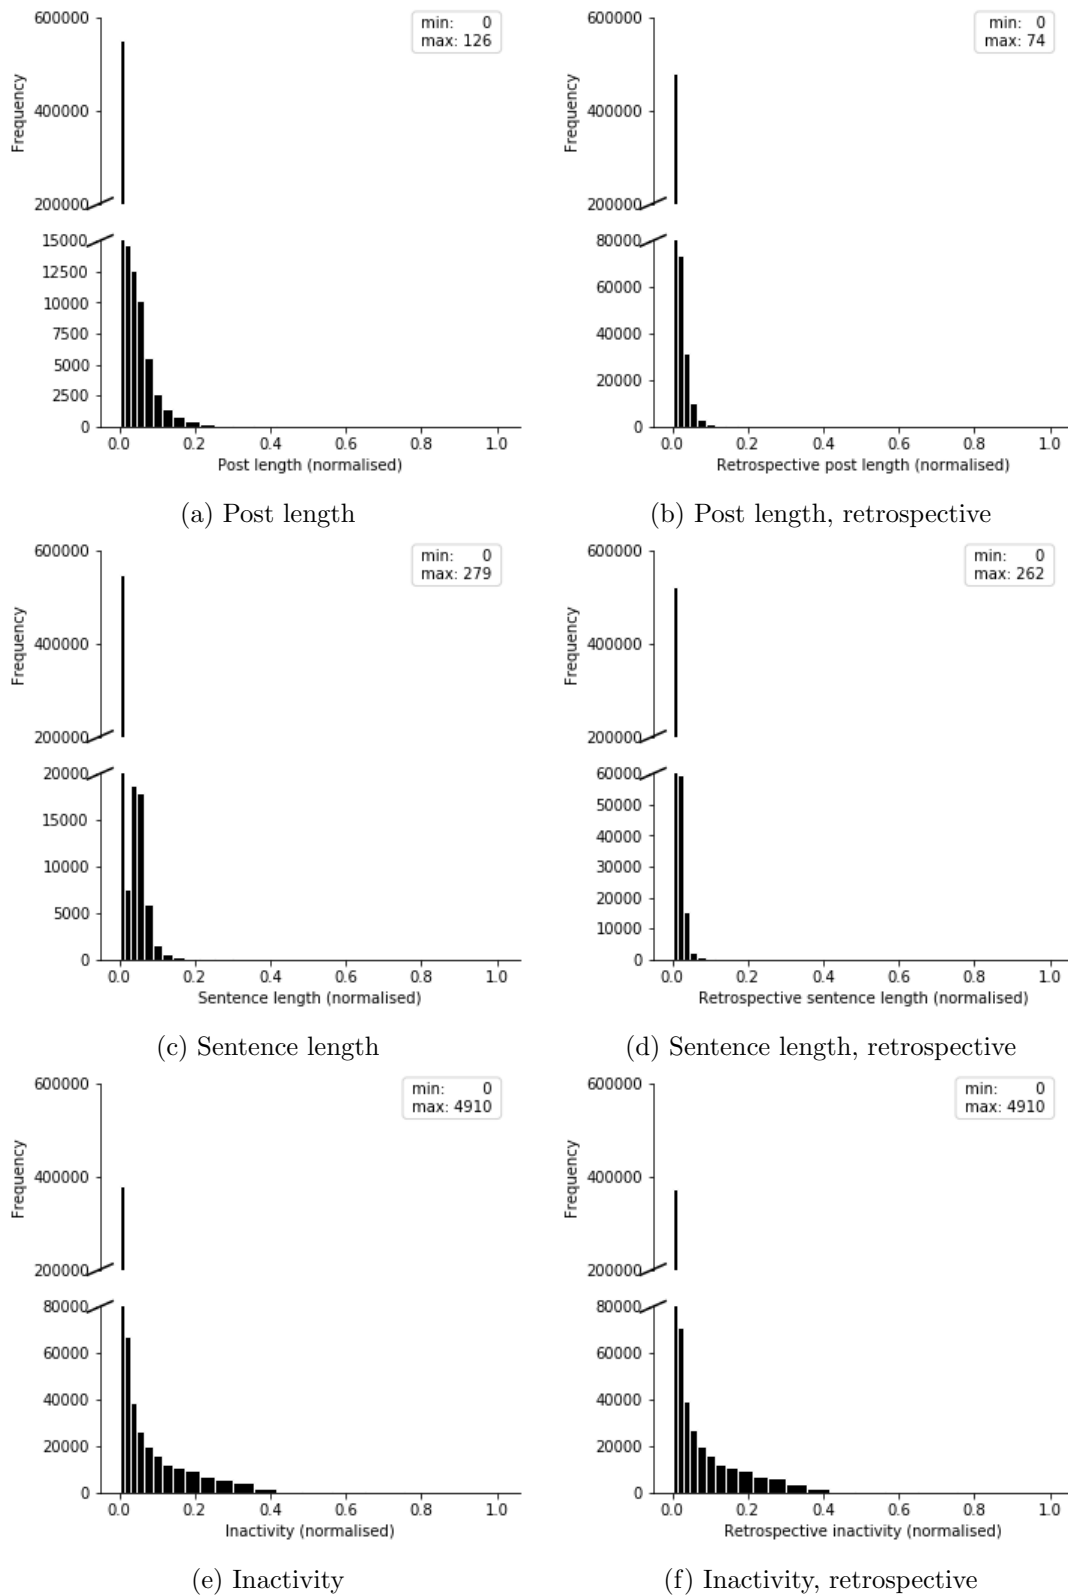 600000
400000
200000
Frequency
min: 0
max: 126
15000
12500
10000
7500
5000
2500
0
0.0 0.2 0.4 0.6 0.8 1.0
Post length (normalised)
(a) Post length
600000
400000
200000
Frequency
min: 0
max: 74
80000
60000
40000
20000
0
0.0 0.2 0.4 0.6 0.8 1.0
Retrospective post length (normalised)
(b) Post length, retrospective
600000
400000
200000
Frequency
min: 0
max: 279
20000
15000
10000
5000
0
0.0 0.2 0.4 0.6 0.8 1.0
Sentence length (normalised)
(c) Sentence length
600000
400000
200000
Frequency
min: 0
max: 262
60000
50000
40000
30000
20000
10000
0
0.0 0.2 0.4 0.6 0.8 1.0
Retrospective sentence length (normalised)
(d) Sentence length, retrospective
600000
400000
200000
Frequency
min: 0
max: 4910
80000
60000
40000
20000
0
0.0 0.2 0.4 0.6 0.8 1.0
Inactivity (normalised)
(e) Inactivity
600000
400000
200000
Frequency
min: 0
max: 4910
80000
60000
40000
20000
0
0.0 0.2 0.4 0.6 0.8 1.0
Retrospective inactivity (normalised)
(f) Inactivity, retrospective